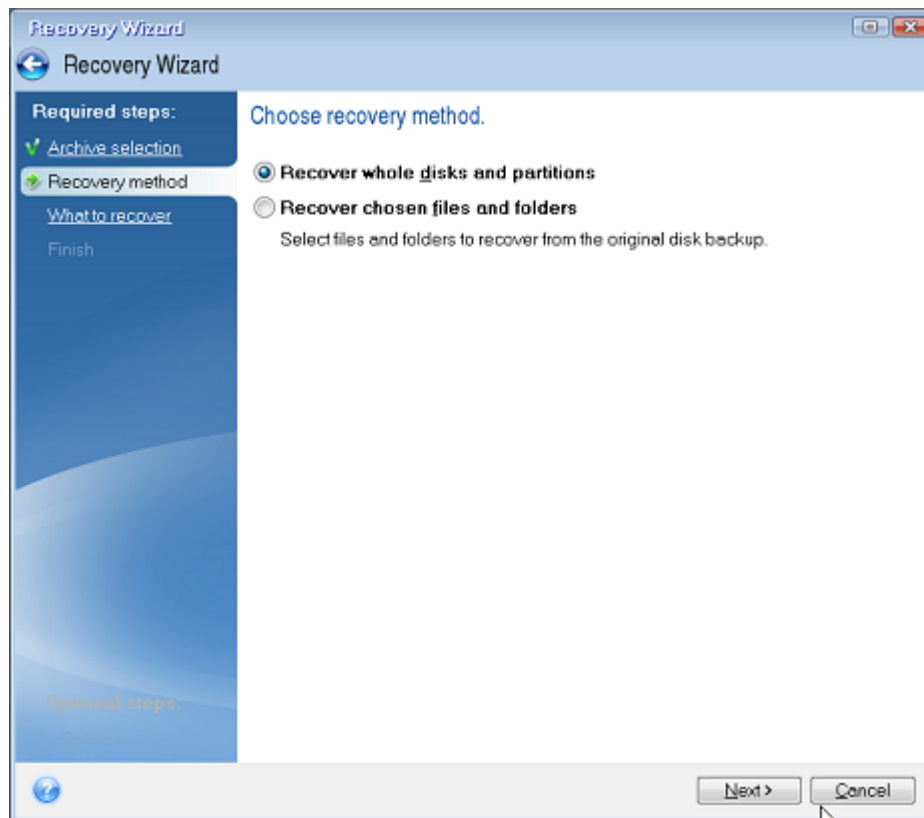 Recovery Wizard
Recovery Wizard
Required steps:
Archive selection
Recovery method
What to recover
Finish
Optional steps:
Choose recovery method.
Recover whole disks and partitions
Recover chosen files and folders
Select files and folders to recover from the original disk backup.
Next >
Cancel